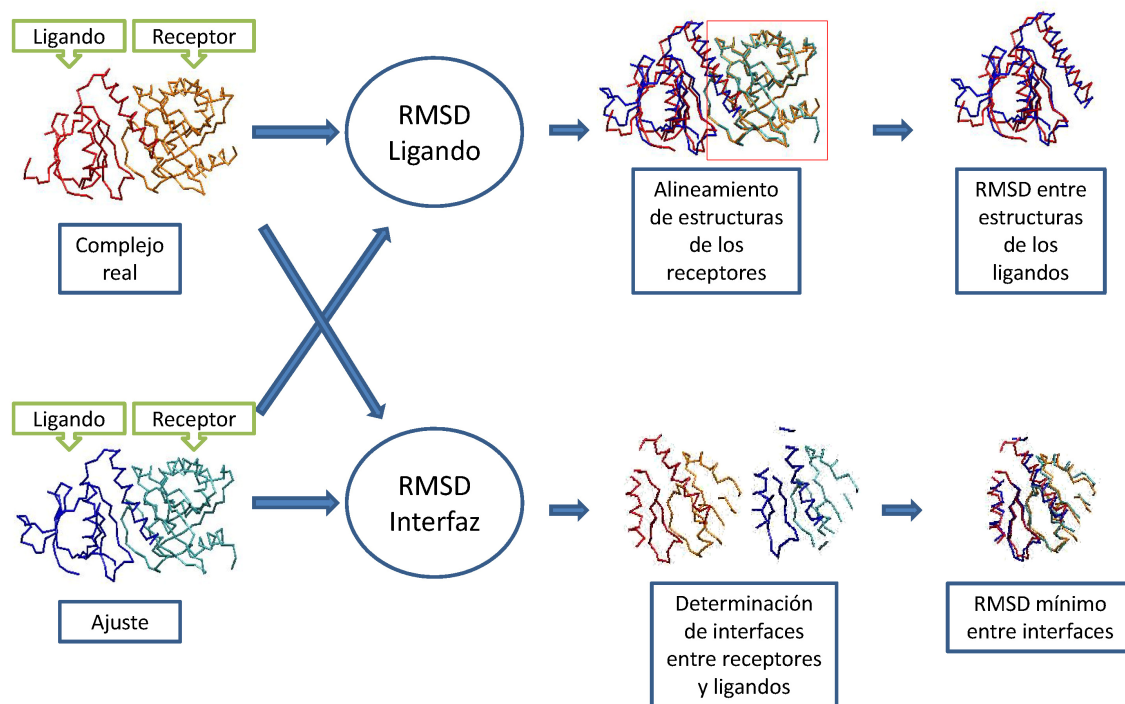 Ligando
Receptor
Complejo
real
RMSD
Ligando
Alineamiento
de estructuras
de los
receptores
RMSD entre
estructuras
de los
ligandos
Ligando
Receptor
Ajuste
RMSD
Interfaz
Determinación
de interfaces
entre receptores
y ligandos
RMSD mínimo
entre interfaces